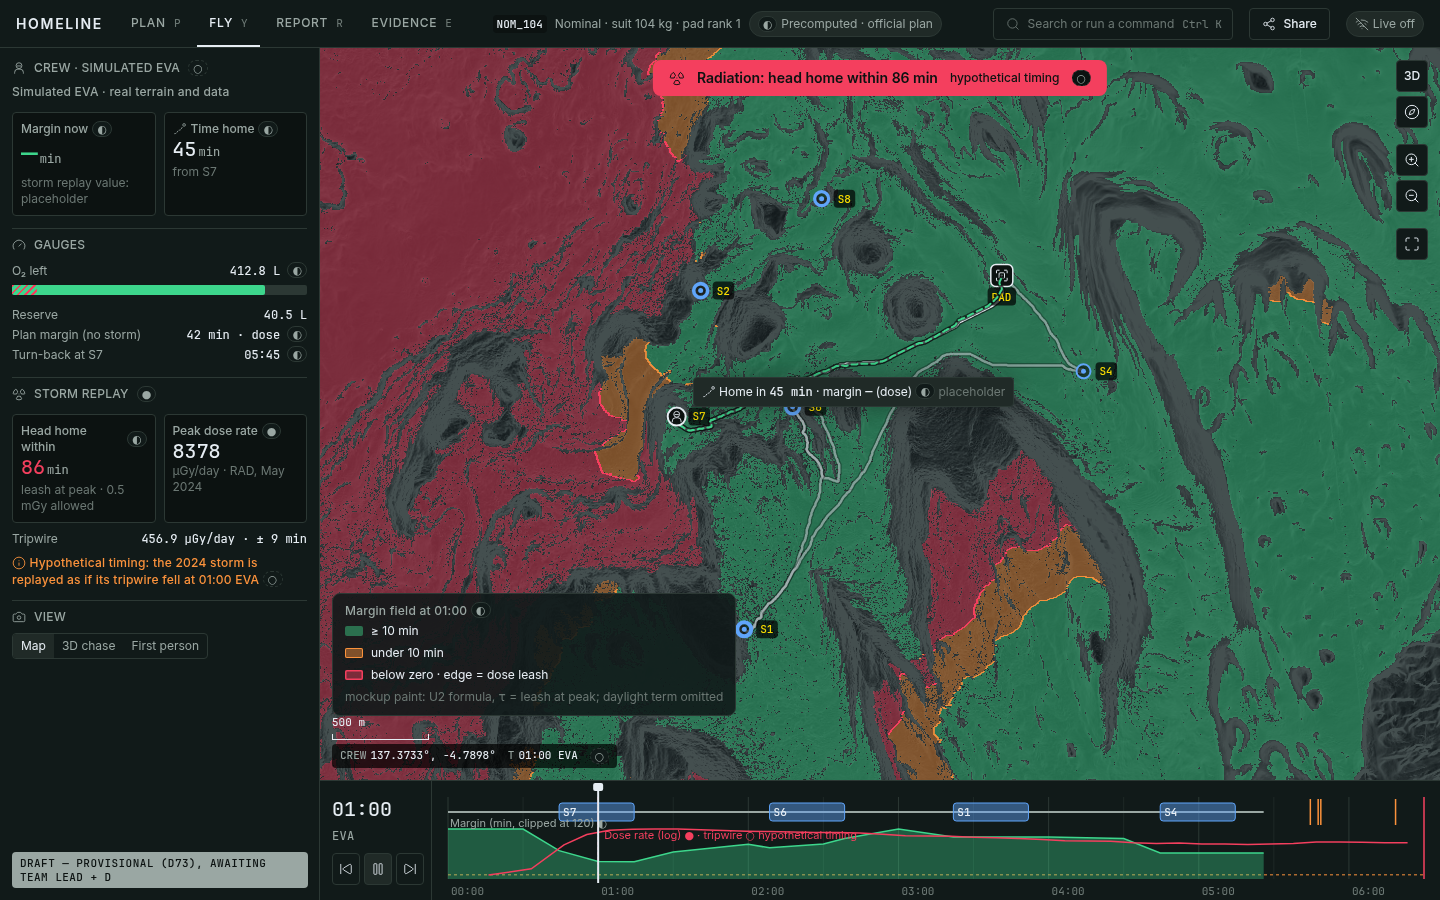 HOMELINE
PLAN P
FLY Y
REPORT R
EVIDENCE E
NOM_104 Nominal · suit 104 kg · pad rank 1
Precomputed · official plan
Search or run a command Ctrl K
Share
Live off
CREW · SIMULATED EVA
Simulated EVA · real terrain and data
Margin now
— min
storm replay value:
placeholder
Time home
45 min
from S7
GAUGES
O₂ left 412.8 L
Reserve 40.5 L
Plan margin (no storm) 42 min · dose
Turn-back at S7 05:45
STORM REPLAY
Head home
within
86 min
leash at peak · 0.5
mGy allowed
Peak dose rate
8378
µGy/day · RAD, May
2024
Tripwire 456.9 µGy/day · ± 9 min
Hypothetical timing: the 2024 storm is
replayed as if its tripwire fell at 01:00 EVA
VIEW
Map 3D chase First person
DRAFT — PROVISIONAL (D73), AWAITING
TEAM LEAD + D
Radiation: head home within 86 min hypothetical timing
3D
S8
S2
PAD
S4
Home in 45 min · margin — (dose) placeholder
S7
S6
S1
Margin field at 01:00
≥ 10 min
under 10 min
below zero · edge = dose leash
mockup paint: U2 formula, τ = leash at peak; daylight term omitted
500 m
CREW 137.3733°, -4.7898° T 01:00 EVA
01:00
EVA
S7 S6 S1 S4
Margin (min, clipped at 120)
Dose rate (log) · tripwire hypothetical timing
00:00 01:00 02:00 03:00 04:00 05:00 06:00